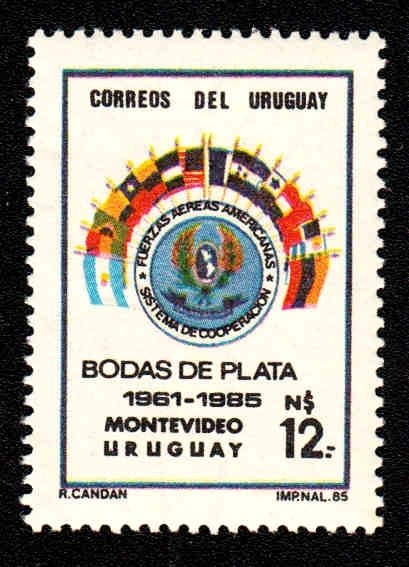 CORREOS DEL URUGUAY
★ FUERZAS AEREAS AMERICANAS ★
SISTEMA DE COOPERACION
BODAS DE PLATA
1961-1985
N$ 12.-
MONTEVIDEO
URUGUAY
R.CANDAN
IMP.NAL.85